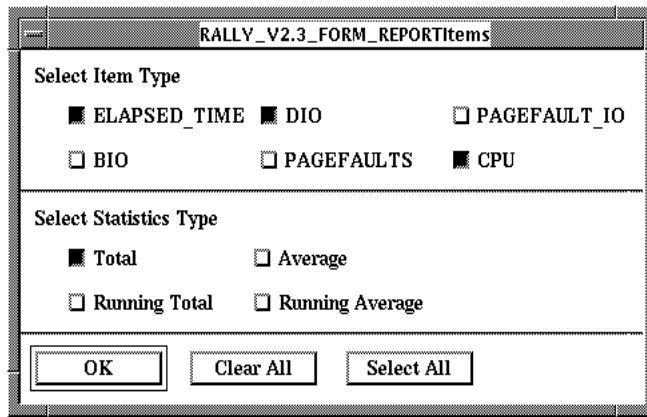 RALLY_V2.3_FORM_REPORTItems
Select Item Type
ELAPSED_TIME DIO PAGEFAULT_IO
BIO PAGEFAULTS CPU
Select Statistics Type
Total Average
Running Total Running Average
OK Clear All Select All